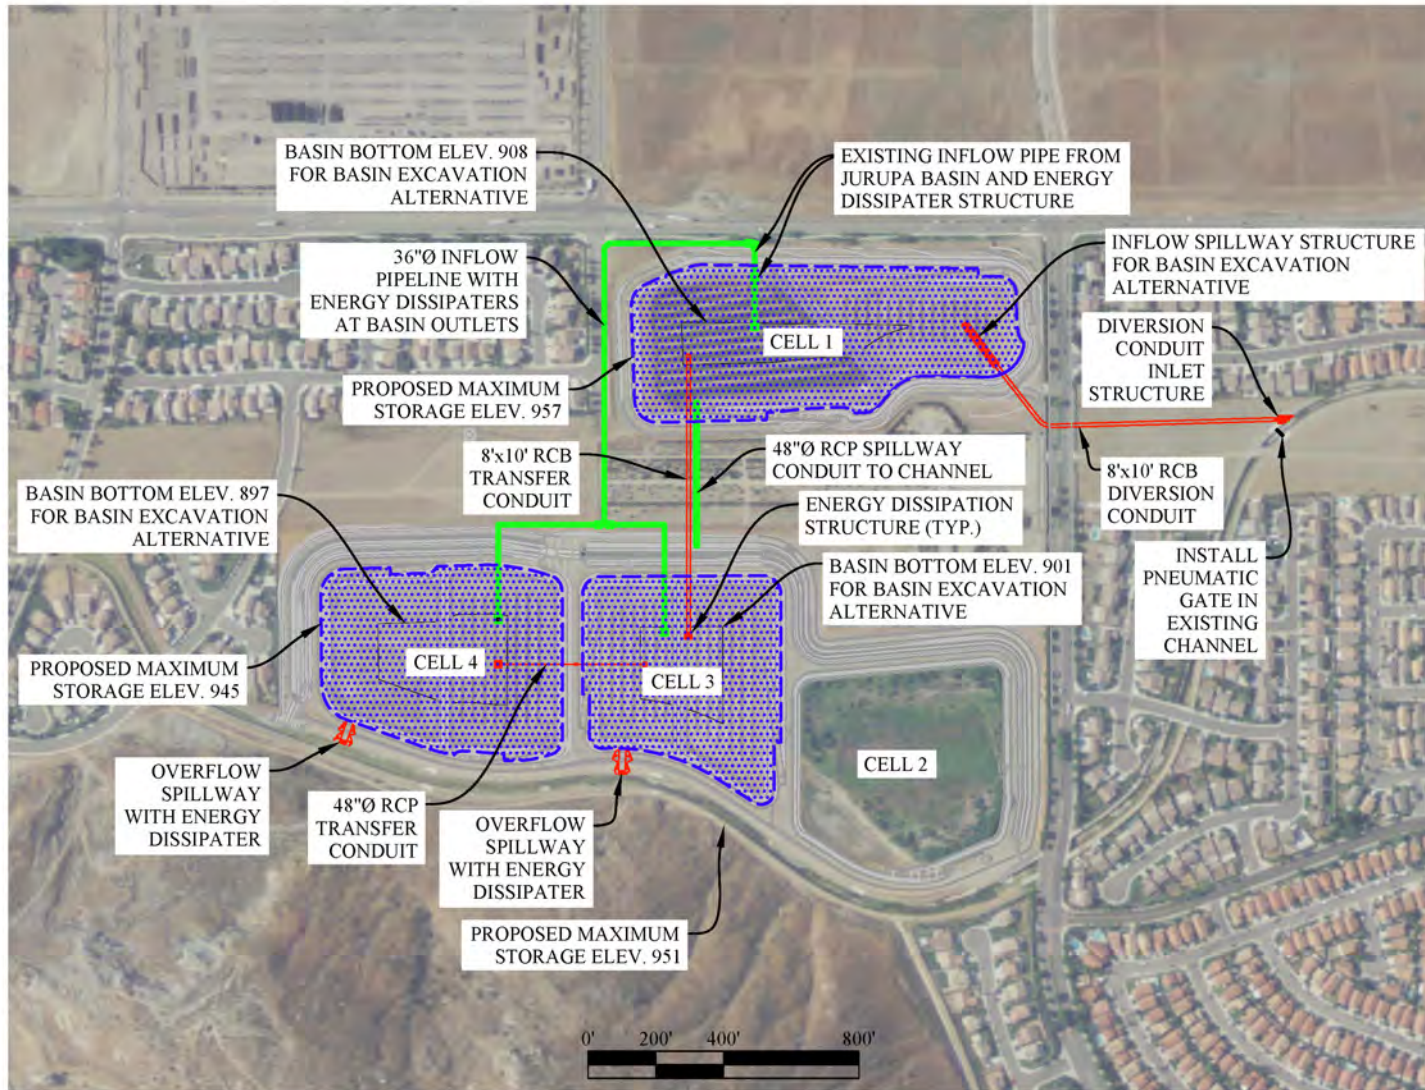 BASIN BOTTOM ELEV. 908
FOR BASIN EXCAVATION
ALTERNATIVE
EXISTING INFLOW PIPE FROM
JURUPA BASIN AND ENERGY
DISSIPATER STRUCTURE
36"Ø INFLOW
PIPELINE WITH
ENERGY DISSIPATERS
AT BASIN OUTLETS
INFLOW SPILLWAY STRUCTURE
FOR BASIN EXCAVATION
ALTERNATIVE
CELL 1
DIVERSION
CONDUIT
INLET
STRUCTURE
PROPOSED MAXIMUM
STORAGE ELEV. 957
8'x10' RCB
TRANSFER
CONDUIT
48"Ø RCP SPILLWAY
CONDUIT TO CHANNEL
8'x10' RCB
DIVERSION
CONDUIT
BASIN BOTTOM ELEV. 897
FOR BASIN EXCAVATION
ALTERNATIVE
ENERGY DISSIPATION
STRUCTURE (TYP.)
BASIN BOTTOM ELEV. 901
FOR BASIN EXCAVATION
ALTERNATIVE
INSTALL
PNEUMATIC
GATE IN
EXISTING
CHANNEL
PROPOSED MAXIMUM
STORAGE ELEV. 945
CELL 4
CELL 3
CELL 2
OVERFLOW
SPILLWAY
WITH ENERGY
DISSIPATER
48"Ø RCP
TRANSFER
CONDUIT
OVERFLOW
SPILLWAY
WITH ENERGY
DISSIPATER
PROPOSED MAXIMUM
STORAGE ELEV. 951
0' 200' 400' 800'